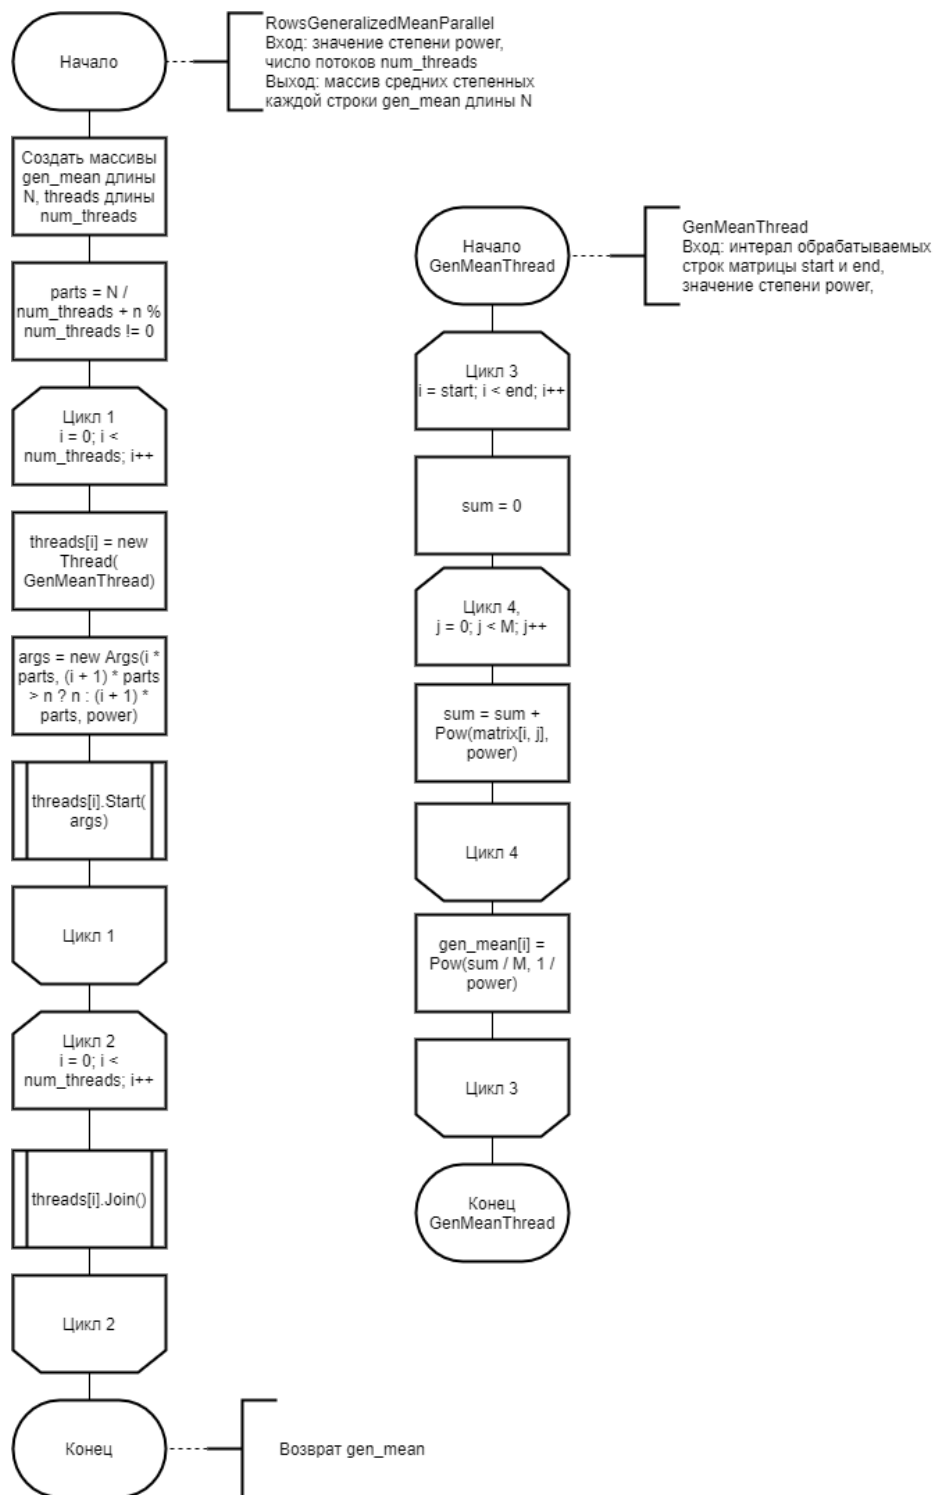 Начало
RowsGeneralizedMeanParallel
Вход: значение степени power,
число потоков num_threads
Выход: массив средних степенных
каждой строки gen_mean длины N
Создать массивы
gen_mean длины
N, threads длины
num_threads
parts = N /
num_threads + n %
num_threads != 0
Цикл 1
i = 0; i <
num_threads; i++
threads[i] = new
Thread(
GenMeanThread)
args = new Args(i *
parts, (i + 1) * parts
> n ? n : (i + 1) *
parts, power)
threads[i].Start(
args)
Цикл 1
Цикл 2
i = 0; i <
num_threads; i++
threads[i].Join()
Цикл 2
Конец
Возврат gen_mean
Начало
GenMeanThread
GenMeanThread
Вход: интерал обрабатываемых
строк матрицы start и end,
значение степени power,
Цикл 3
i = start; i < end; i++
sum = 0
Цикл 4,
j = 0; j < M; j++
sum = sum +
Pow(matrix[i, j],
power)
Цикл 4
gen_mean[i] =
Pow(sum / M, 1 /
power)
Цикл 3
Конец
GenMeanThread